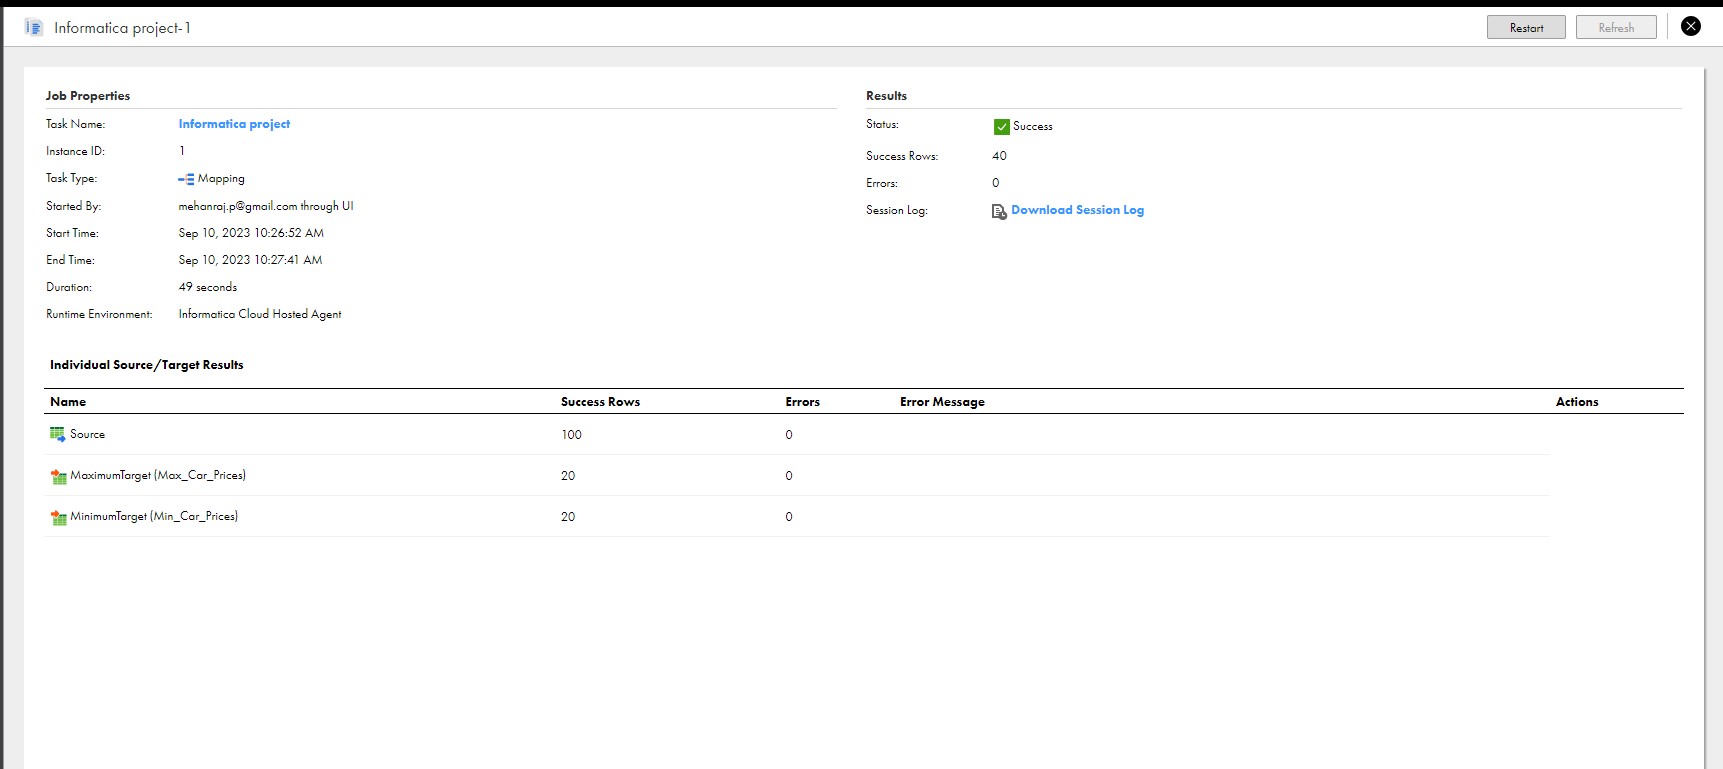 Informatica project-1
Restart
Refresh
Job Properties
Task Name: Informatica project
Instance ID: 1
Task Type: Mapping
Started By: mehanraj.p@gmail.com through UI
Start Time: Sep 10, 2023 10:26:52 AM
End Time: Sep 10, 2023 10:27:41 AM
Duration: 49 seconds
Runtime Environment: Informatica Cloud Hosted Agent
Results
Status: Success
Success Rows: 40
Errors: 0
Session Log: Download Session Log
Individual Source/Target Results
Name Success Rows Errors Error Message Actions
Source 100 0
MaximumTarget (Max_Car_Prices) 20 0
MinimumTarget (Min_Car_Prices) 20 0